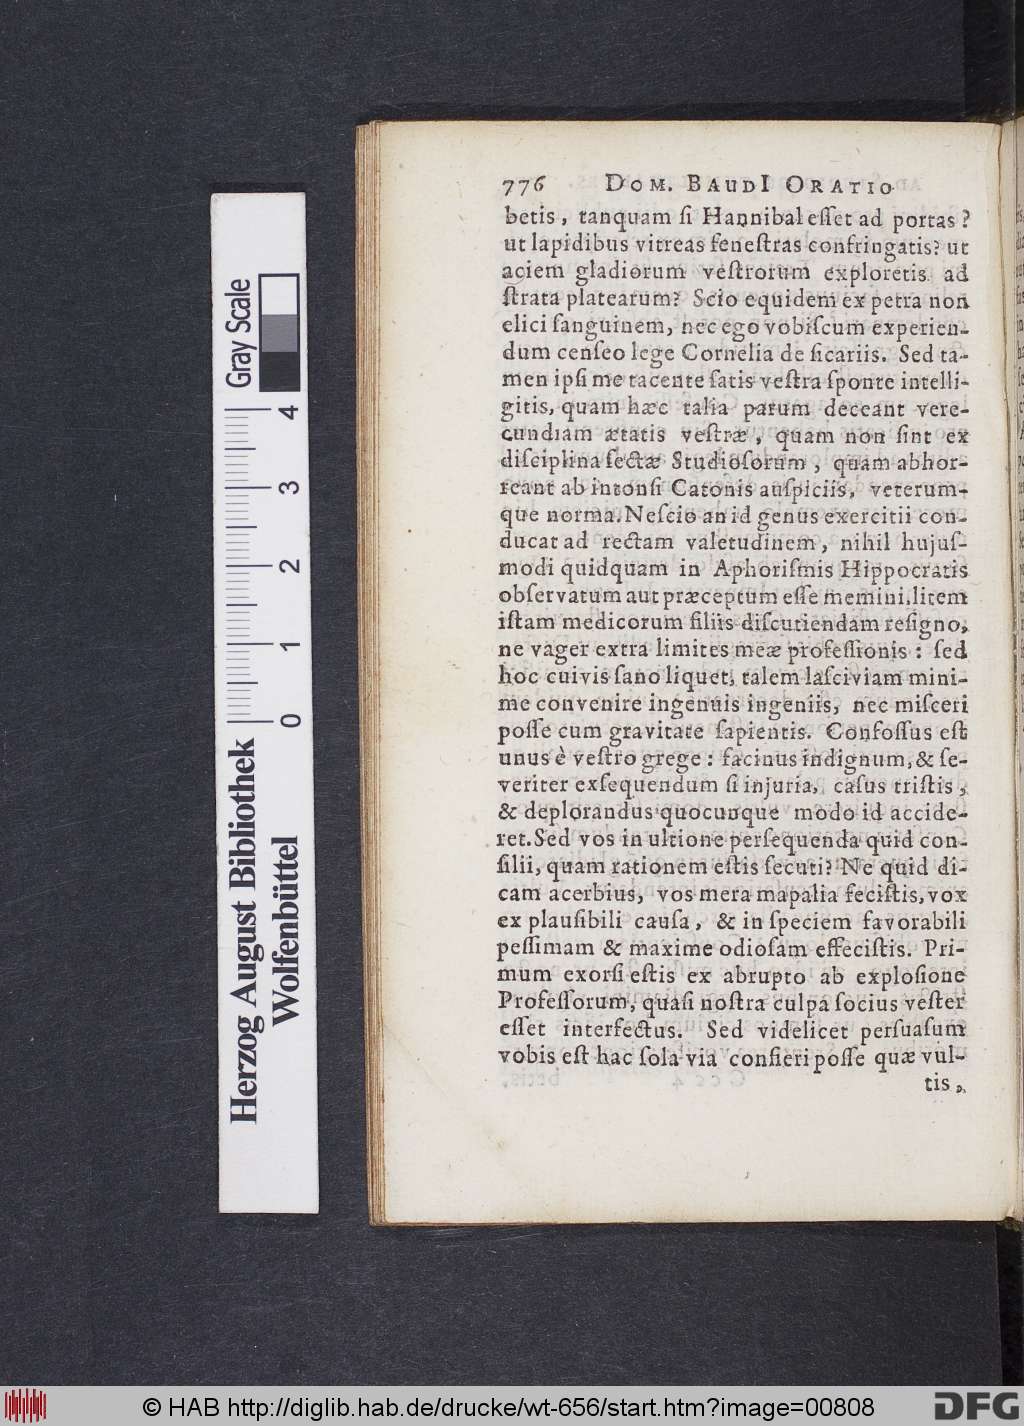 776 DOM. BAUDI ORATIO
betis, tanquam ſi Hannibal eſſet ad portas?
ut lapidibus vitreas feneſtras confringatis? ut
aciem gladiorum veſtrorum exploretis ad
ſtrata platearum? Scio equidem ex petra non
elici ſanguinem, nec ego vobiſcum experien-
dum cenſeo lege Cornelia de ſicariis. Sed ta-
men ipſi me tacente ſatis veſtra ſponte intelli-
gitis, quam hæc talia parum deceant vere-
cundiam ætatis veſtræ, quam non ſint ex
diſciplina ſectæ Studioſorum, quam abhor-
reant ab intonſi Catonis auſpiciis, veterum-
que norma. Neſcio an id genus exercitii con-
ducat ad rectam valetudinem, nihil hujuſ-
modi quidquam in Aphoriſmis Hippocratis
obſervatum aut præceptum eſſe memini, litem
iſtam medicorum filiis diſcutiendam reſigno,
ne vager extra limites meæ profeſſionis: ſed
hoc cuivis ſano liquet, talem laſciviam mini-
me convenire ingenuis ingeniis, nec miſceri
poſſe cum gravitate ſapientis. Confoſſus eſt
unus è veſtro grege: facinus indignum, & ſe-
veriter exſequendum ſi injuria, caſus triſtis,
& deplorandus quocunque modo id accide-
ret. Sed vos in ultione perſequenda quid con-
ſilii, quam rationem eſtis ſecuti? Ne quid di-
cam acerbius, vos mera mapalia feciſtis, vox
ex plauſibili cauſa, & in ſpeciem favorabili
peſſimam & maxime odioſam effeciſtis. Pri-
mum exorſi eſtis ex abrupto ab exploſione
Profeſſorum, quaſi noſtra culpa ſocius veſter
eſſet interfectus. Sed videlicet perſuaſum
vobis eſt hac ſola via confieri poſſe quæ vul-
tis,
Herzog August Bibliothek
Wolfenbüttel
0 1 2 3 4
Gray Scale
© HAB http://diglib.hab.de/drucke/wt-656/start.htm?image=00808
DFG